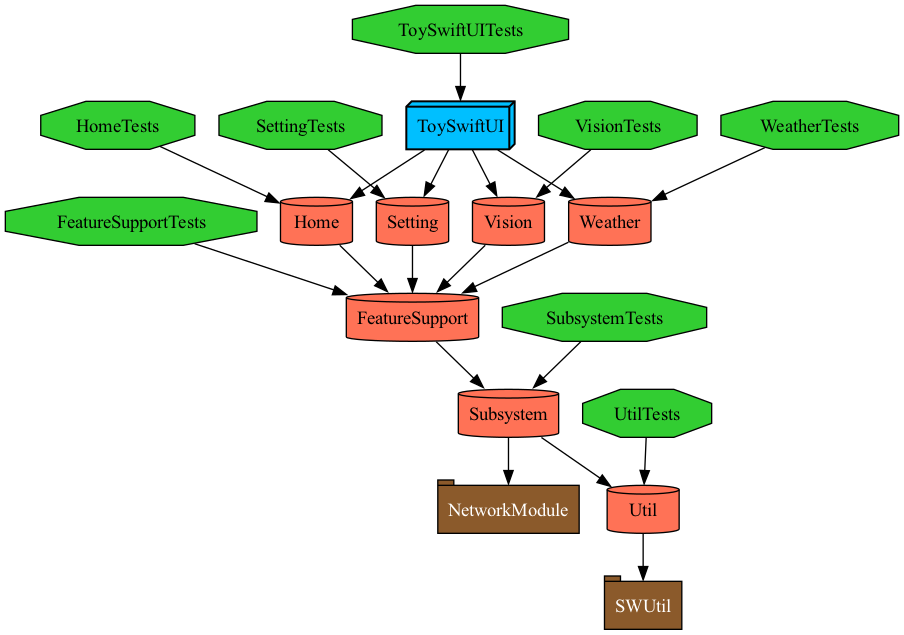 ToySwiftUITests
HomeTests
SettingTests
ToySwiftUI
VisionTests
WeatherTests
FeatureSupportTests
Home
Setting
Vision
Weather
FeatureSupport
SubsystemTests
Subsystem
UtilTests
NetworkModule
Util
SWUtil